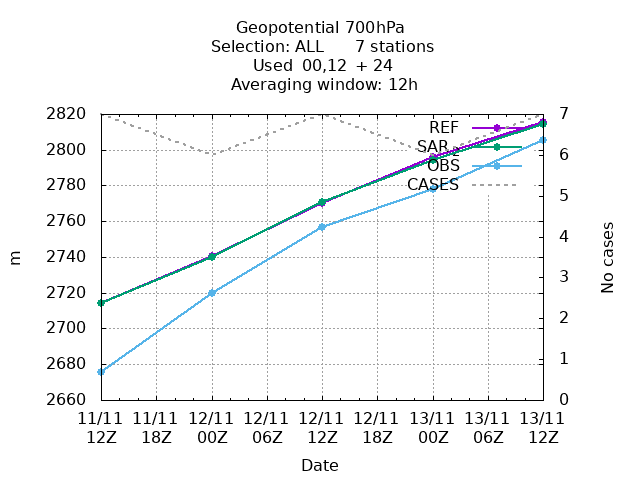 Geopotential 700hPa
Selection: ALL 7 stations
Used 00,12 + 24
Averaging window: 12h
2820
2800
2780
2760
2740
2720
2700
2680
2660
m
7
6
5
4
3
2
1
0
No cases
REF
SAR
OBS
CASES
11/11 11/11 12/11 12/11 12/11 12/11 13/11 13/11 13/11
12Z 18Z 00Z 06Z 12Z 18Z 00Z 06Z 12Z
Date